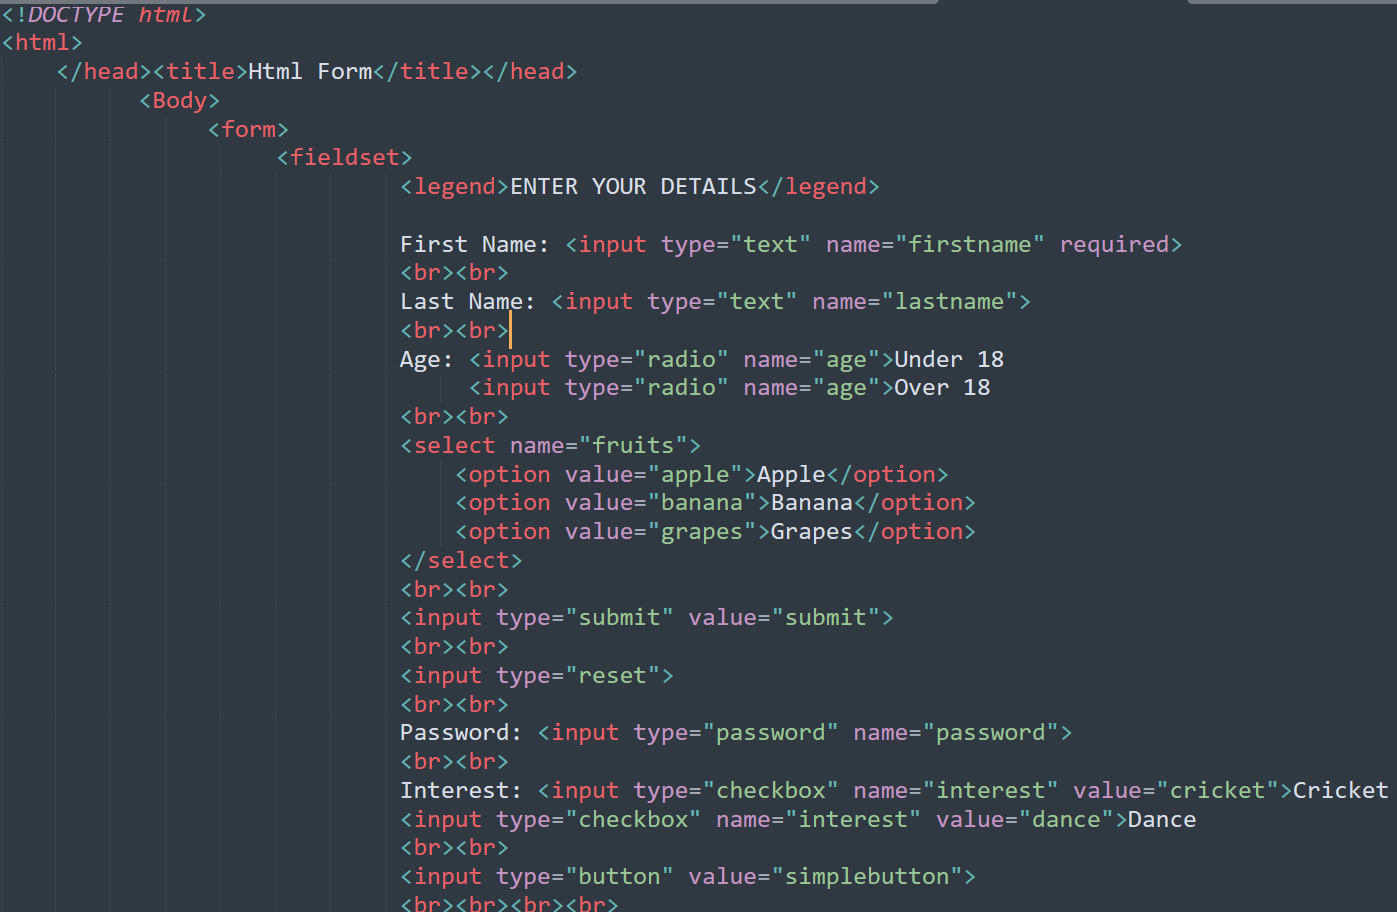 <!DOCTYPE html>
<html>
</head><title>Html Form</title></head>
<Body>
<form>
<fieldset>
<legend>ENTER YOUR DETAILS</legend>
First Name: <input type="text" name="firstname" required>
<br><br>
Last Name: <input type="text" name="lastname">
<br><br>
Age: <input type="radio" name="age">Under 18
<input type="radio" name="age">Over 18
<br><br>
<select name="fruits">
<option value="apple">Apple</option>
<option value="banana">Banana</option>
<option value="grapes">Grapes</option>
</select>
<br><br>
<input type="submit" value="submit">
<br><br>
<input type="reset">
<br><br>
Password: <input type="password" name="password">
<br><br>
Interest: <input type="checkbox" name="interest" value="cricket">Cricket
<input type="checkbox" name="interest" value="dance">Dance
<br><br>
<input type="button" value="simplebutton">
<br><br><br><br>